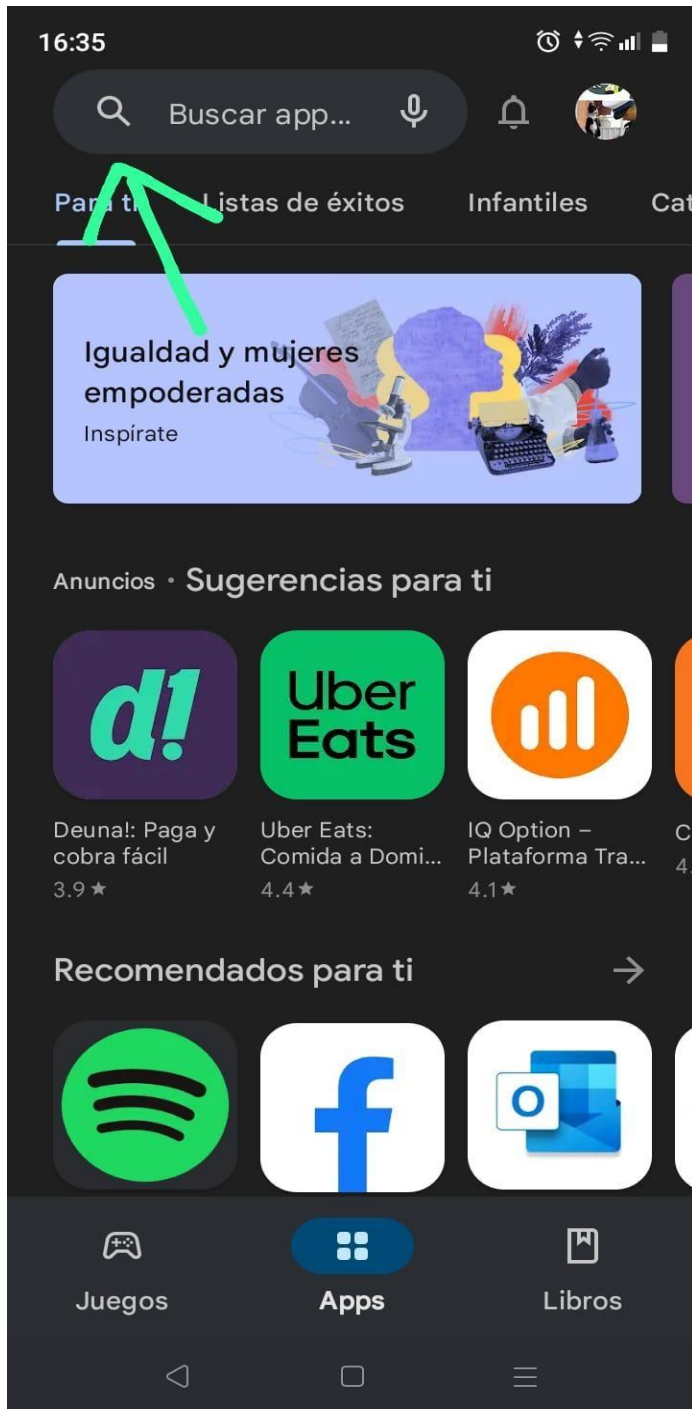 16:35
Buscar app...
Para ti Listas de éxitos Infantiles Cat
Igualdad y mujeres
empoderadas
Inspírate
Anuncios • Sugerencias para ti
d!
Uber
Eats
Deuna!: Paga y
cobra fácil
3.9 ★
Uber Eats:
Comida a Domi...
4.4 ★
IQ Option –
Plataforma Tra...
4.1 ★
C
4.
Recomendados para ti
f
O
Juegos Apps Libros